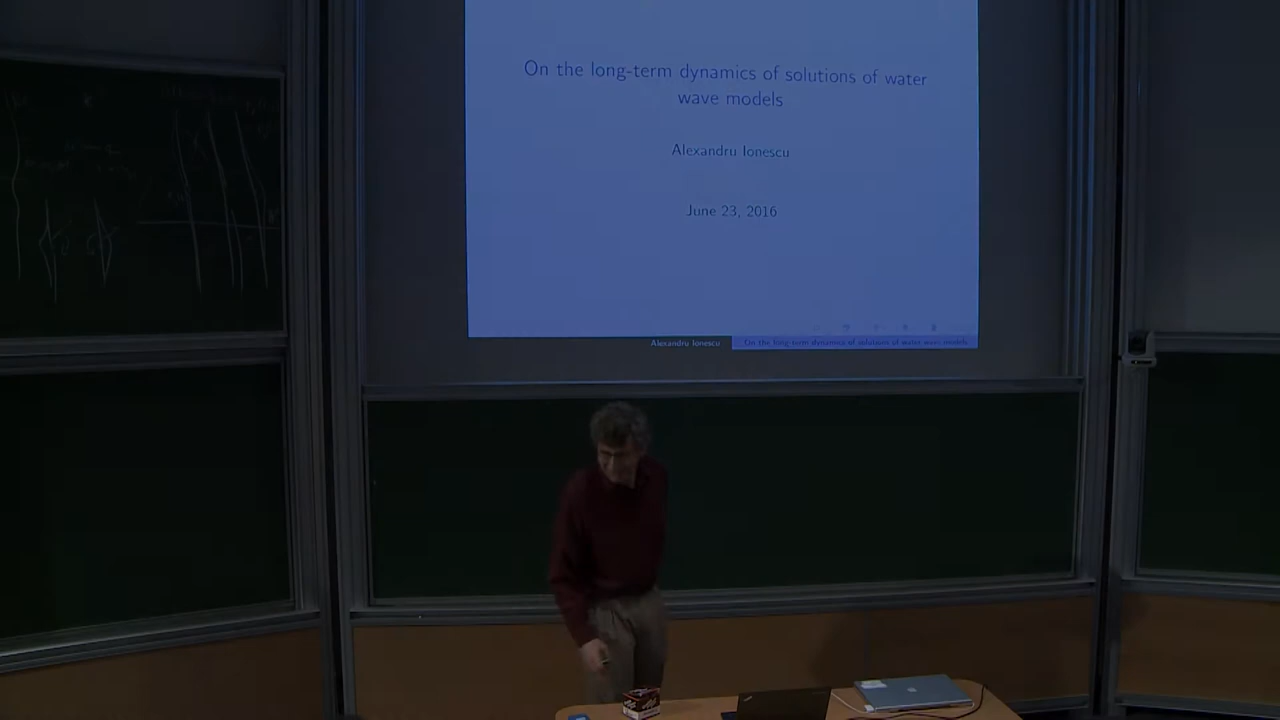 On the long-term dynamics of solutions of water
wave models
Alexandru Ionescu
June 23, 2016
Alexandru Ionescu
On the long-term dynamics of solutions of water wave models